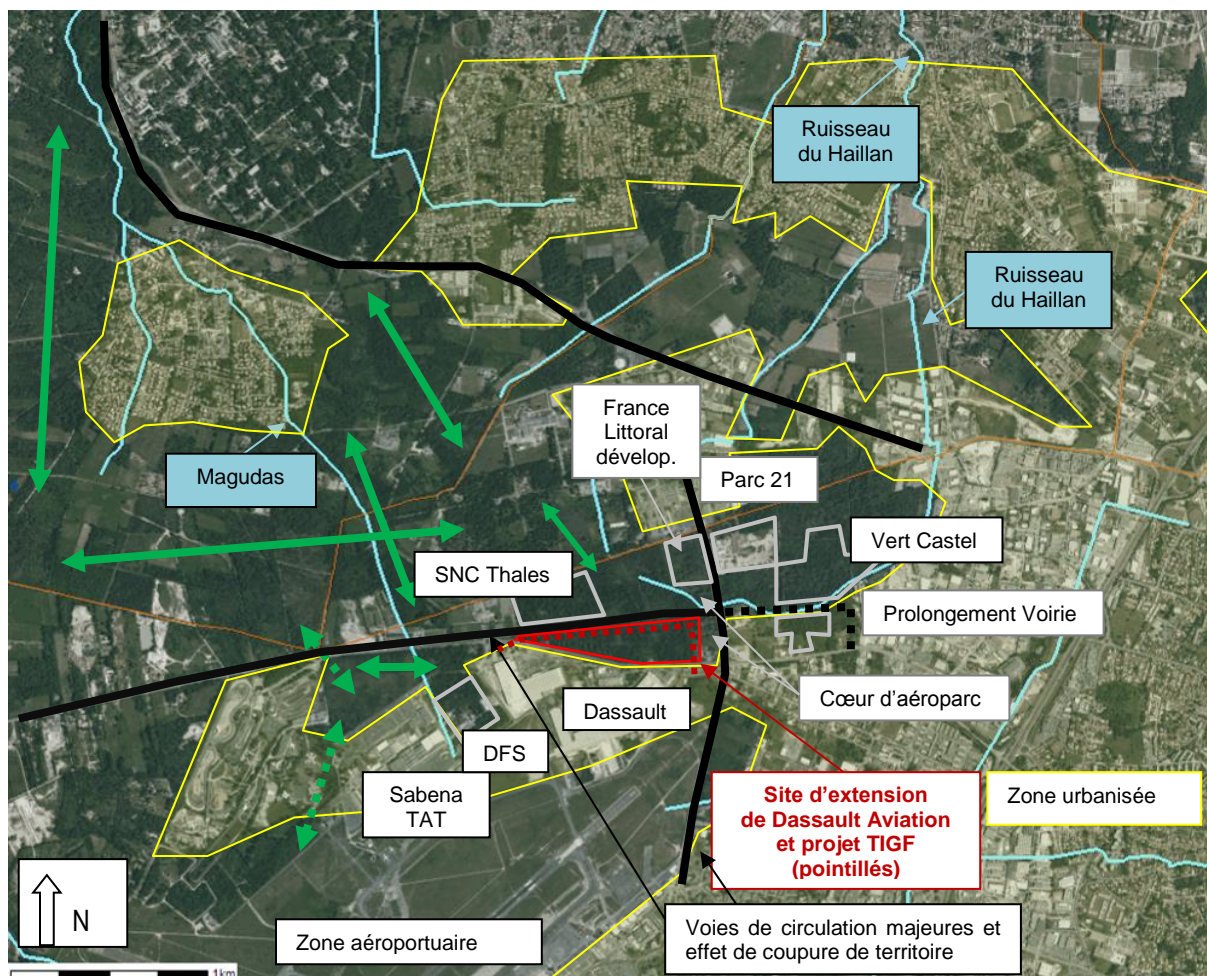 Ruisseau
du Haillan
Ruisseau
du Haillan
France
Littoral
dévelop.
Magudas
Parc 21
Vert Castel
SNC Thales
Prolongement Voirie
Cœur d'aéroparc
Dassault
DFS
Sabena
TAT
Site d'extension
de Dassault Aviation
et projet TIGF
(pointillés)
Zone urbanisée
N
Zone aéroportuaire
Voies de circulation majeures et
effet de coupure de territoire
1km